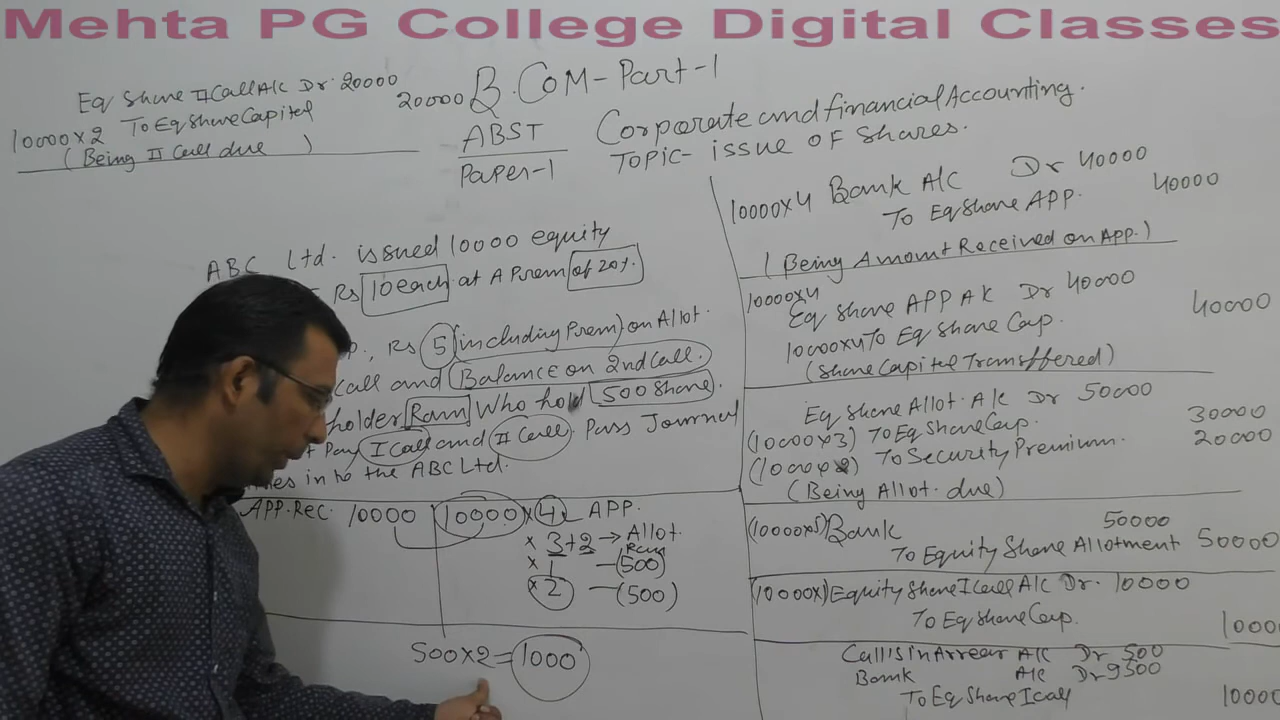 Mehta PG College Digital Classes
Eq Share II Call A/c Dr 20000
10000x2 To Eq Share Capital 20000
(Being II Call due )
B.COM-Part-1
ABST
Paper-1
Corporate and financial Accounting.
TOPIC- issue OF Shares.
ABC Ltd. issued 10000 equity
Rs 10 each at A Prem of 20%.
P., Rs 5 (including Prem) on Allot.
call and Balance on 2nd Call.
holder Ram Who hold 500 Share.
t Pay I Call and II Call. Pass Journal
ies in to the ABC Ltd.
APP.Rec. 10000 10000 x 4 APP.
x 3+2 → Allot.
Ram
x 1 - (500)
x 2 - (500)
500x2=1000
10000x4 Bank A/C Dr 40000
To Eq Share APP. 40000
( Being Amount Received on App.)
10000x4
Eq Share APP A/c Dr 40000
10000x4 To Eq Share Cap. 40000
(Share Capital Transffered)
Eq Share Allot. A/c Dr 50000
(10000x3) To Eq Share Cap. 30000
(10000x2) To Security Premium. 20000
(Being Allot. due)
(10000x5) Bank 50000
To Equity Share Allotment 50000
(10000x1) Equity Share I Call A/c Dr. 10000
To Eq Share Cap. 1000
Calls in Arrear A/c Dr 500
Bank A/c Dr 9500
To Eq Share I Call 10000